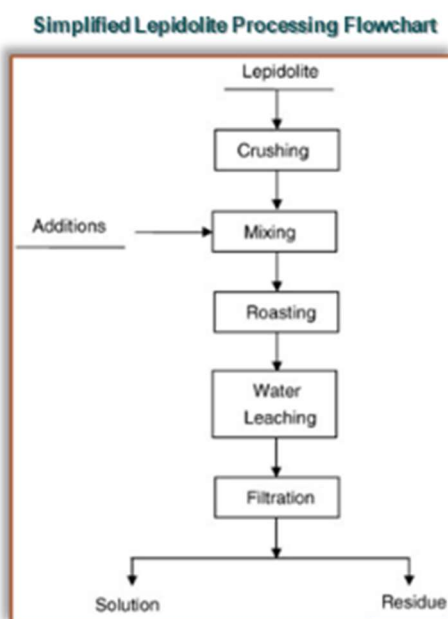 Simplified Lepidolite Processing Flowchart
Lepidolite
Crushing
Additions
Mixing
Roasting
Water
Leaching
Filtration
Solution
Residue